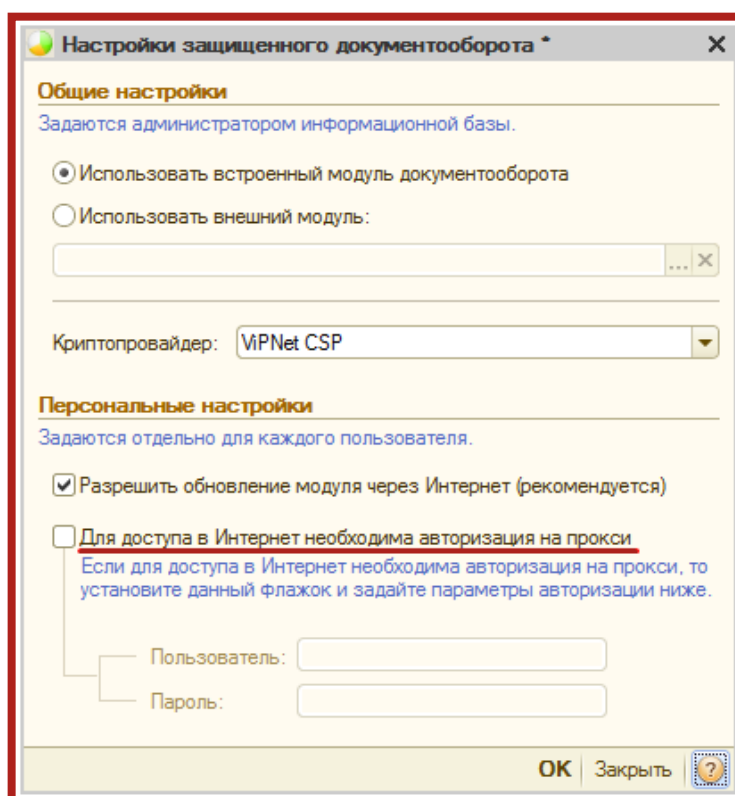 Настройки защищенного документооборота *
Общие настройки
Задаются администратором информационной базы.
Использовать встроенный модуль документооборота
Использовать внешний модуль:
...
Криптопровайдер: ViPNet CSP
Персональные настройки
Задаются отдельно для каждого пользователя.
Разрешить обновление модуля через Интернет (рекомендуется)
Для доступа в Интернет необходима авторизация на прокси
Если для доступа в Интернет необходима авторизация на прокси, то
установите данный флажок и задайте параметры авторизации ниже.
Пользователь:
Пароль:
OK Закрыть ?